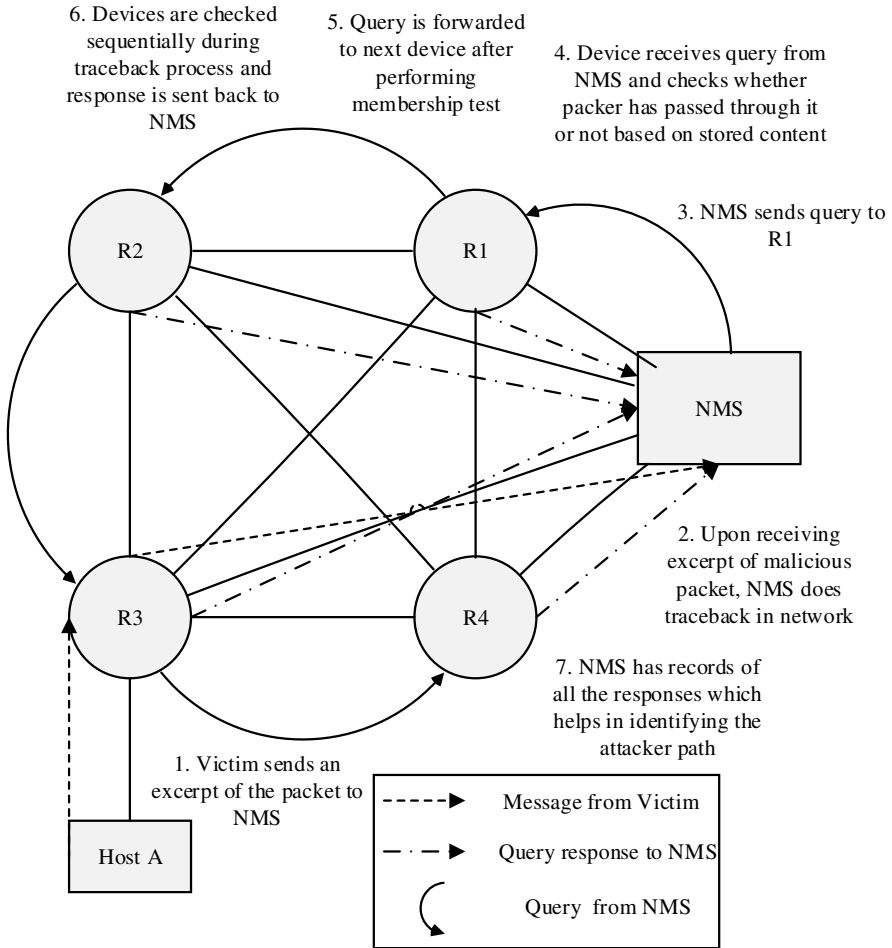 6. Devices are checked
sequentially during
traceback process and
response is sent back to
NMS
5. Query is forwarded
to next device after
performing
membership test
4. Device receives query from
NMS and checks whether
packer has passed through it
or not based on stored content
3. NMS sends query to
R1
R2
R1
NMS
2. Upon receiving
excerpt of malicious
packet, NMS does
traceback in network
R3
R4
7. NMS has records of
all the responses which
helps in identifying the
attacker path
1. Victim sends an
excerpt of the packet to
NMS
Host A
Message from Victim
Query response to NMS
Query from NMS